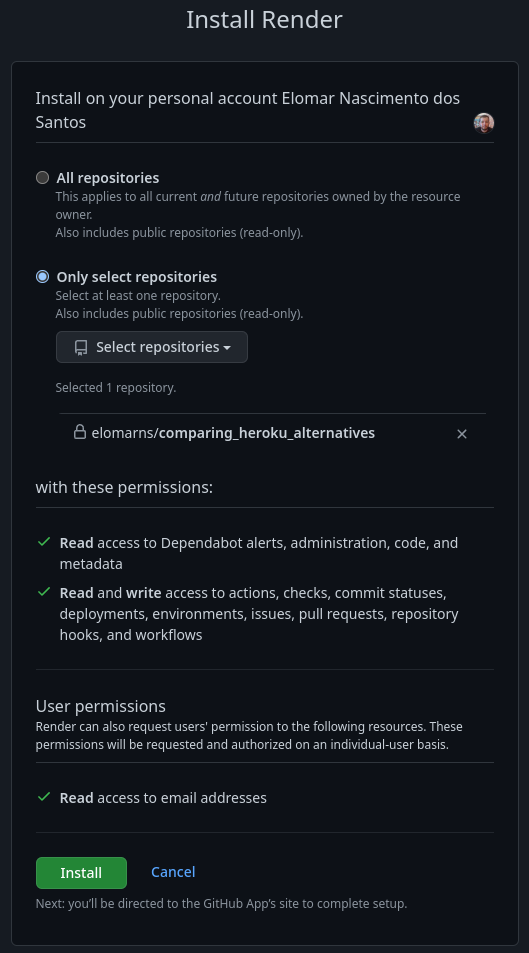 Install Render
Install on your personal account Elomar Nascimento dos
Santos
All repositories
This applies to all current and future repositories owned by the resource
owner.
Also includes public repositories (read-only).
Only select repositories
Select at least one repository.
Also includes public repositories (read-only).
Select repositories
Selected 1 repository.
elomarns/comparing_heroku_alternatives
with these permissions:
Read access to Dependabot alerts, administration, code, and
metadata
Read and write access to actions, checks, commit statuses,
deployments, environments, issues, pull requests, repository
hooks, and workflows
User permissions
Render can also request users' permission to the following resources. These
permissions will be requested and authorized on an individual-user basis.
Read access to email addresses
Install Cancel
Next: you'll be directed to the GitHub App's site to complete setup.